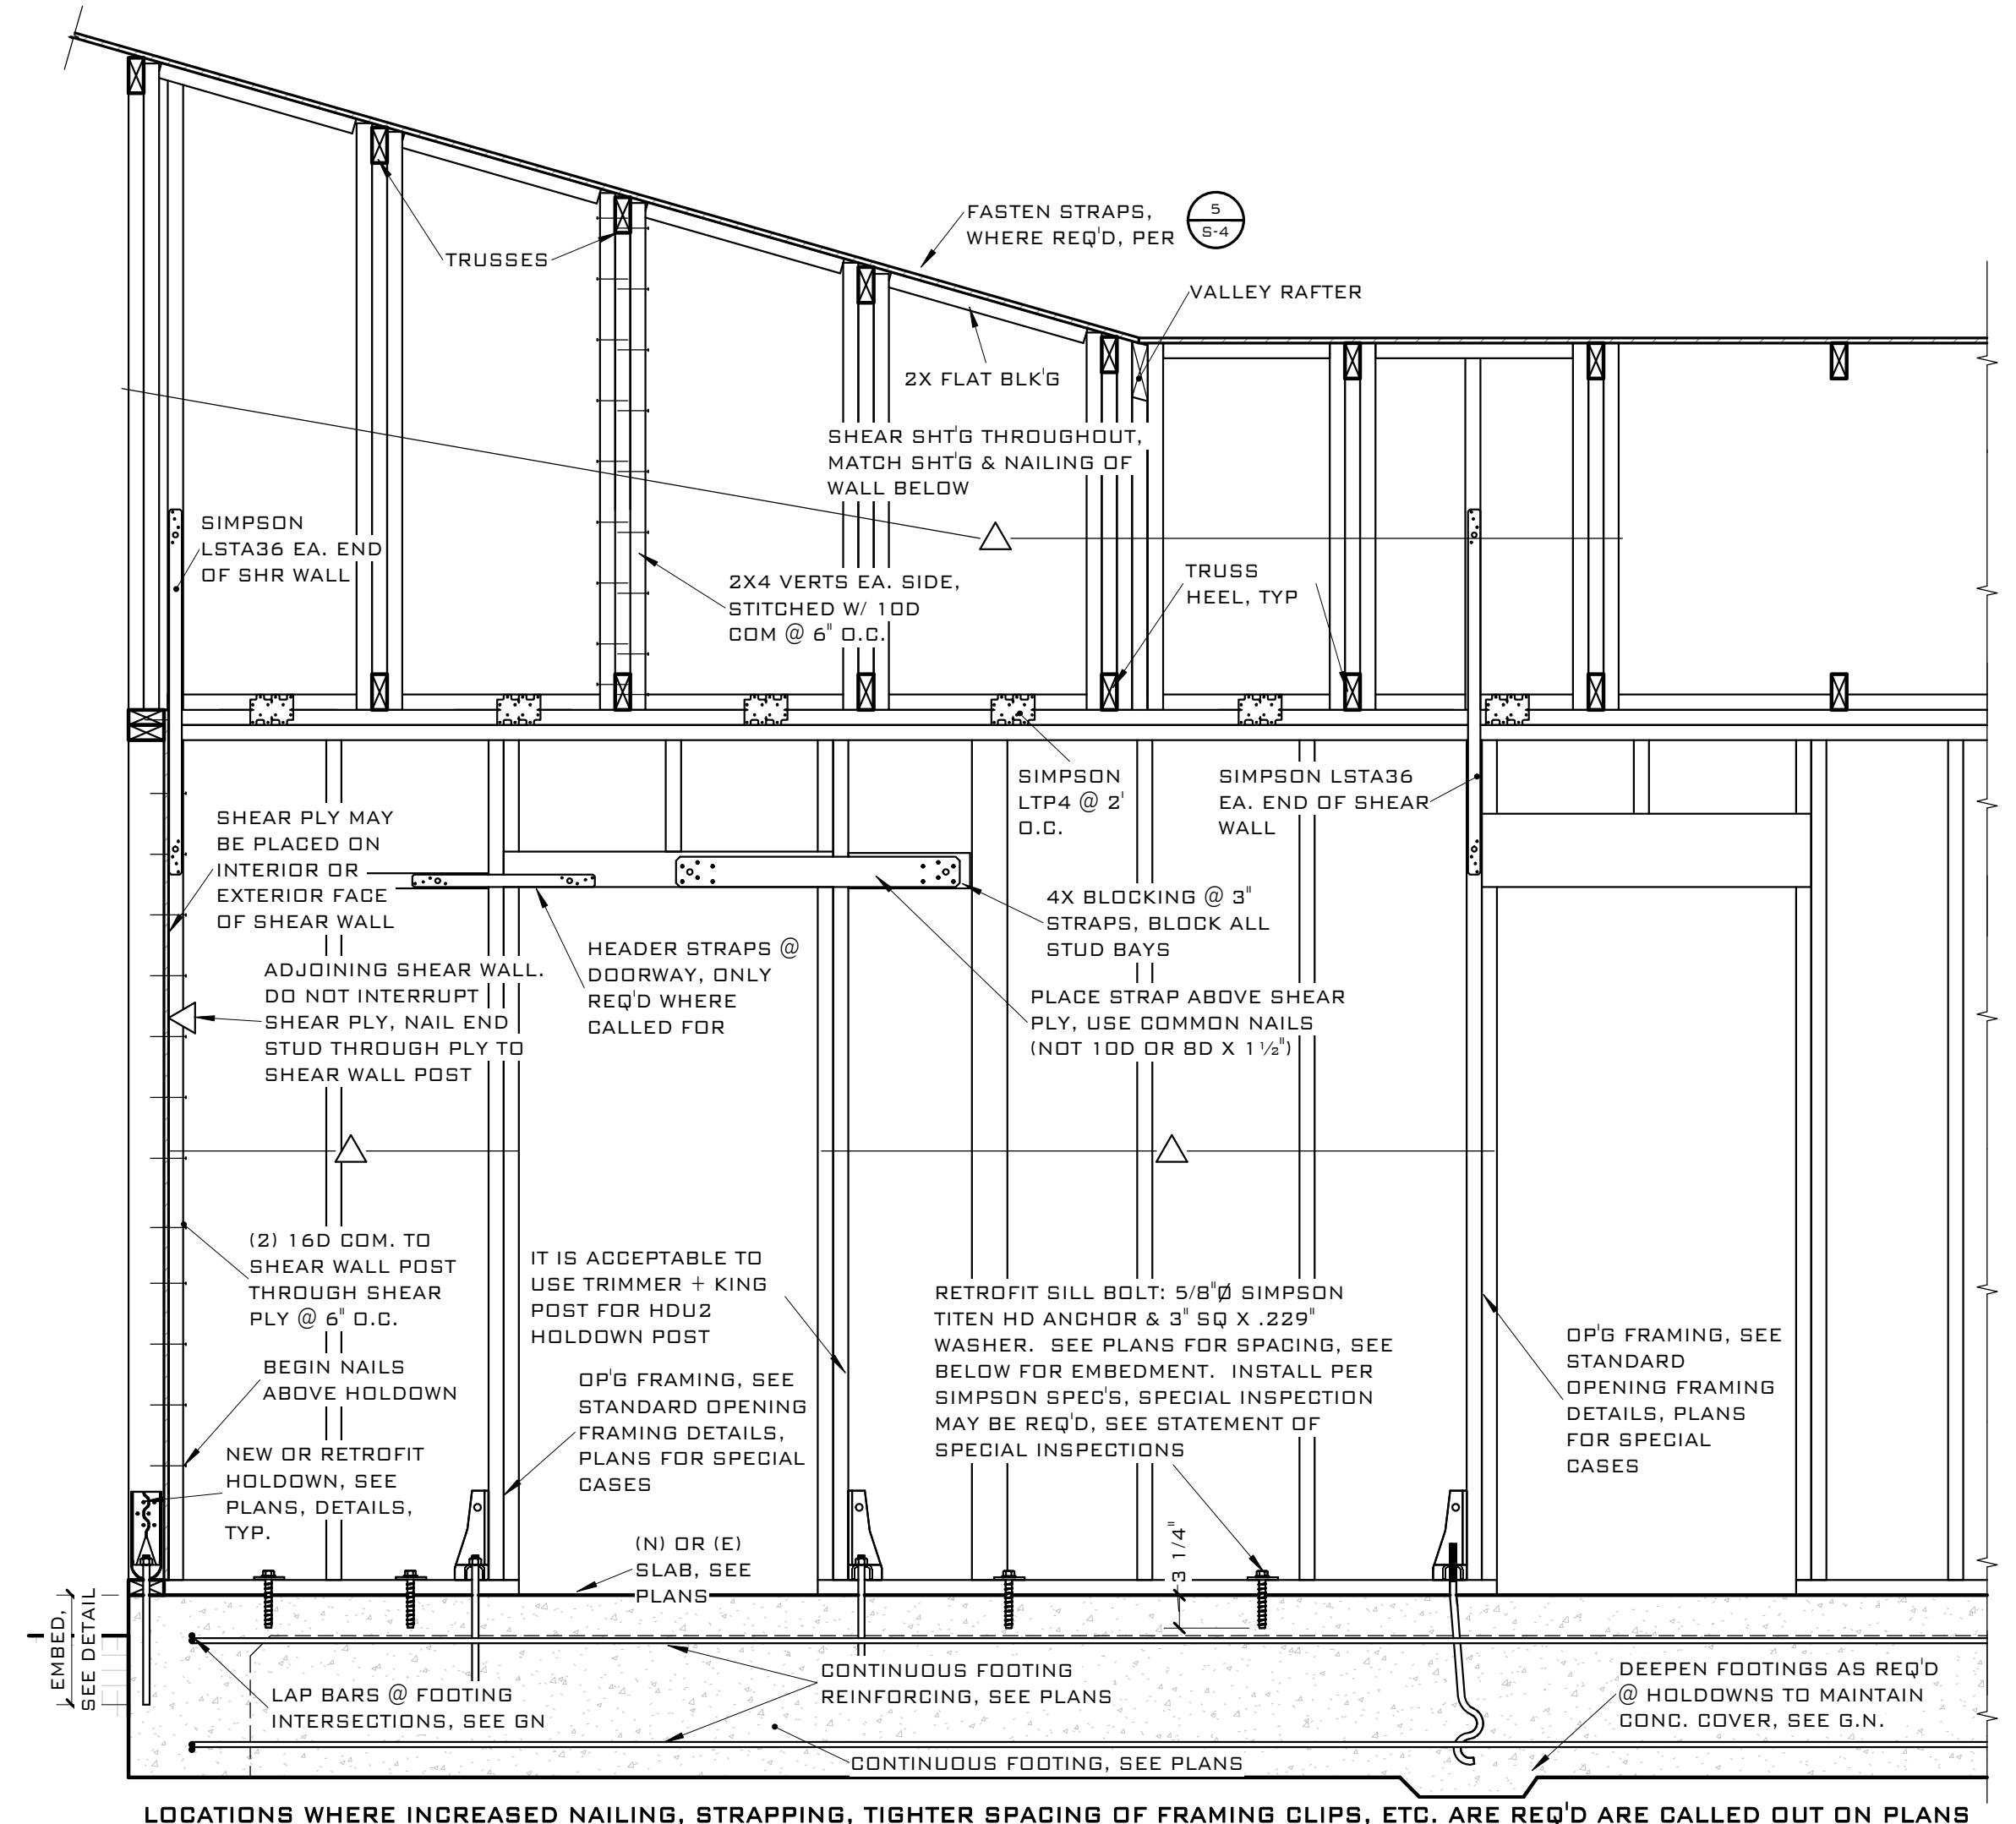 FASTEN STRAPS,
WHERE REQ'D, PER
5
S-4
TRUSSES
VALLEY RAFTER
2X FLAT BLK'G
SHEAR SHT'G THROUGHOUT,
MATCH SHT'G & NAILING OF
WALL BELOW
SIMPSON
LSTA36 EA. END
OF SHR WALL
2X4 VERTS EA. SIDE,
STITCHED W/ 10D
COM @ 6" O.C.
TRUSS
HEEL, TYP
SIMPSON
LTP4 @ 2'
O.C.
SIMPSON LSTA36
EA. END OF SHEAR
WALL
SHEAR PLY MAY
BE PLACED ON
INTERIOR OR
EXTERIOR FACE
OF SHEAR WALL
4X BLOCKING @ 3"
STRAPS, BLOCK ALL
STUD BAYS
HEADER STRAPS @
DOORWAY, ONLY
REQ'D WHERE
CALLED FOR
ADJOINING SHEAR WALL.
DO NOT INTERRUPT
SHEAR PLY, NAIL END
STUD THROUGH PLY TO
SHEAR WALL POST
PLACE STRAP ABOVE SHEAR
PLY, USE COMMON NAILS
(NOT 10D OR 8D X 1½")
(2) 16D COM. TO
SHEAR WALL POST
THROUGH SHEAR
PLY @ 6" O.C.
IT IS ACCEPTABLE TO
USE TRIMMER + KING
POST FOR HDU2
HOLDOWN POST
RETROFIT SILL BOLT: 5/8"Ø SIMPSON
TITEN HD ANCHOR & 3" SQ X .229"
WASHER. SEE PLANS FOR SPACING, SEE
BELOW FOR EMBEDMENT. INSTALL PER
SIMPSON SPEC'S, SPECIAL INSPECTION
MAY BE REQ'D, SEE STATEMENT OF
SPECIAL INSPECTIONS
OP'G FRAMING, SEE
STANDARD
OPENING FRAMING
DETAILS, PLANS
FOR SPECIAL
CASES
BEGIN NAILS
ABOVE HOLDOWN
OP'G FRAMING, SEE
STANDARD OPENING
FRAMING DETAILS,
PLANS FOR SPECIAL
CASES
NEW OR RETROFIT
HOLDOWN, SEE
PLANS, DETAILS,
TYP.
(N) OR (E)
SLAB, SEE
PLANS
3 1/4"
EMBED,
SEE DETAIL
LAP BARS @ FOOTING
INTERSECTIONS, SEE GN
CONTINUOUS FOOTING
REINFORCING, SEE PLANS
DEEPEN FOOTINGS AS REQ'D
@ HOLDOWNS TO MAINTAIN
CONC. COVER, SEE G.N.
CONTINUOUS FOOTING, SEE PLANS
LOCATIONS WHERE INCREASED NAILING, STRAPPING, TIGHTER SPACING OF FRAMING CLIPS, ETC. ARE REQ'D ARE CALLED OUT ON PLANS